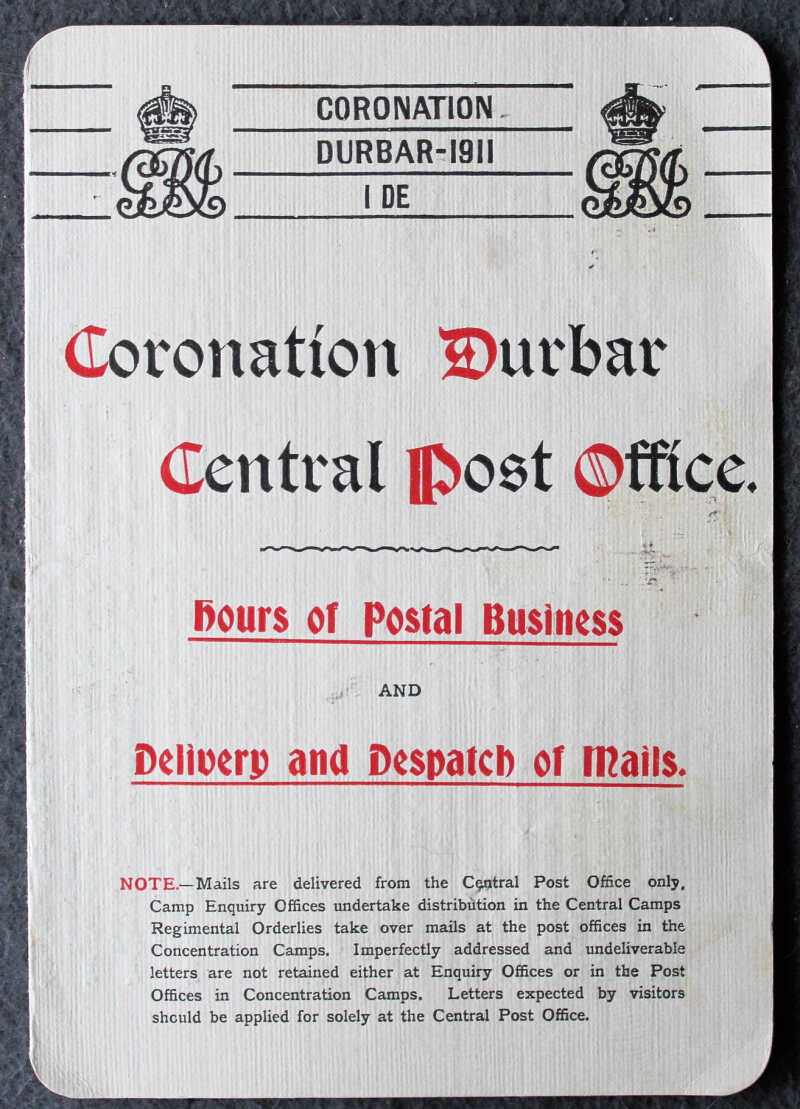 CORONATION
DURBAR-1911
1 DE
GRI
GRI
Coronation Durbar
Central Post Office.
Hours of Postal Business
AND
Delivery and Despatch of Mails.
NOTE.—Mails are delivered from the Central Post Office only.
Camp Enquiry Offices undertake distribution in the Central Camps
Regimental Orderlies take over mails at the post offices in the
Concentration Camps. Imperfectly addressed and undeliverable
letters are not retained either at Enquiry Offices or in the Post
Offices in Concentration Camps. Letters expected by visitors
should be applied for solely at the Central Post Office.